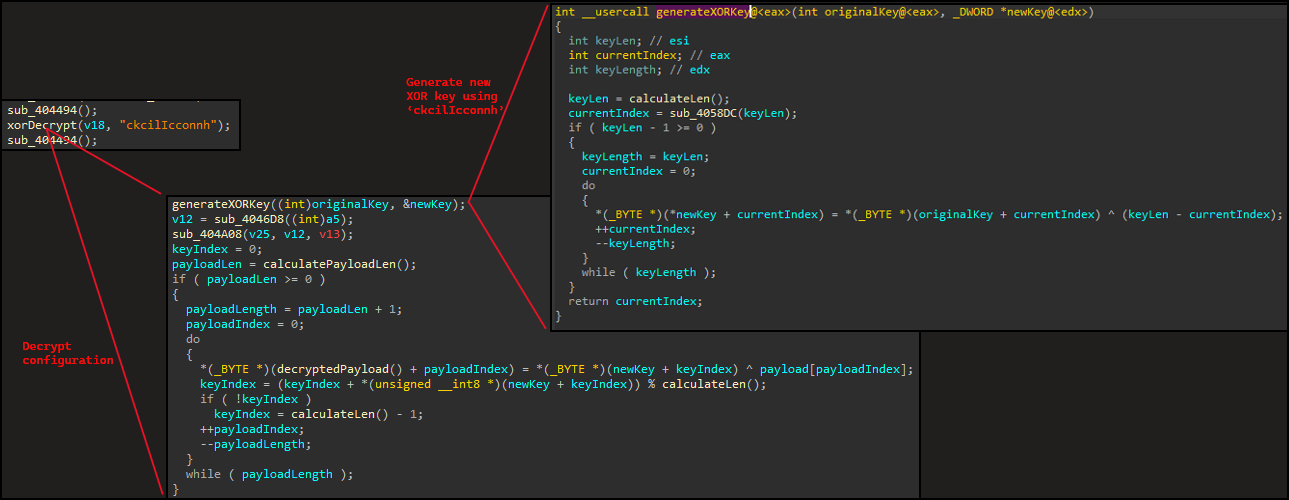 sub_404494();
xorDecrypt(v18, "ckcilIcconnh");
sub_404494();
Generate new
XOR key using
‘ckcilIcconnh’
int __usercall generateXORKey@<eax>(int originalKey@<eax>, _DWORD *newKey@<edx>)
{
int keyLen; // esi
int currentIndex; // eax
int keyLength; // edx
keyLen = calculateLen();
currentIndex = sub_4058DC(keyLen);
if ( keyLen - 1 >= 0 )
{
keyLength = keyLen;
currentIndex = 0;
do
{
*(_BYTE *)(*newKey + currentIndex) = *(_BYTE *)(originalKey + currentIndex) ^ (keyLen - currentIndex);
++currentIndex;
--keyLength;
}
while ( keyLength );
}
return currentIndex;
}
Decrypt
configuration
generateXORKey((int)originalKey, &newKey);
v12 = sub_4046D8((int)a5);
sub_404A08(v25, v12, v13);
keyIndex = 0;
payloadLen = calculatePayloadLen();
if ( payloadLen >= 0 )
{
payloadLength = payloadLen + 1;
payloadIndex = 0;
do
{
*(_BYTE *)(decryptedPayload() + payloadIndex) = *(_BYTE *)(newKey + keyIndex) ^ payload[payloadIndex];
keyIndex = (keyIndex + *(unsigned __int8 *)(newKey + keyIndex)) % calculateLen();
if ( !keyIndex )
keyIndex = calculateLen() - 1;
++payloadIndex;
--payloadLength;
}
while ( payloadLength );
}